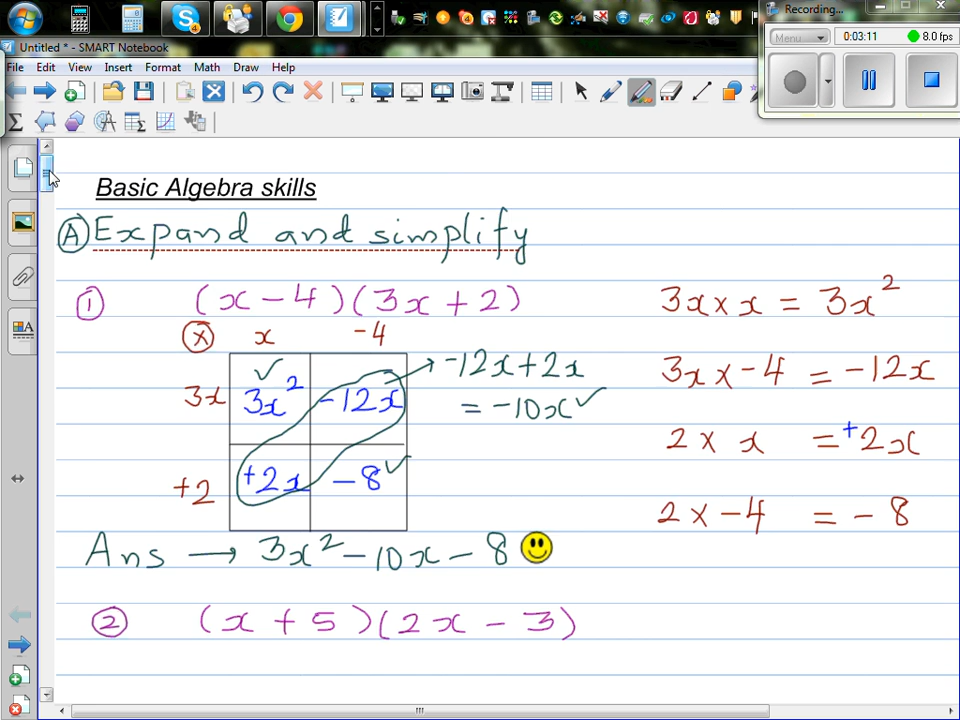 Recording...
Untitled * - SMART Notebook
Menu
0:03:11
8.0 fps
File Edit View Insert Format Math Draw Help
Basic Algebra skills
Ⓐ Expand and simplify
① (x - 4)(3x + 2)
ⓧ x -4
3x 3x² -12x
+2 +2x -8
-12x + 2x
= -10x
3x × x = 3x²
3x × -4 = -12x
2 × x = +2x
2 × -4 = -8
Ans → 3x² - 10x - 8
② (x + 5)(2x - 3)